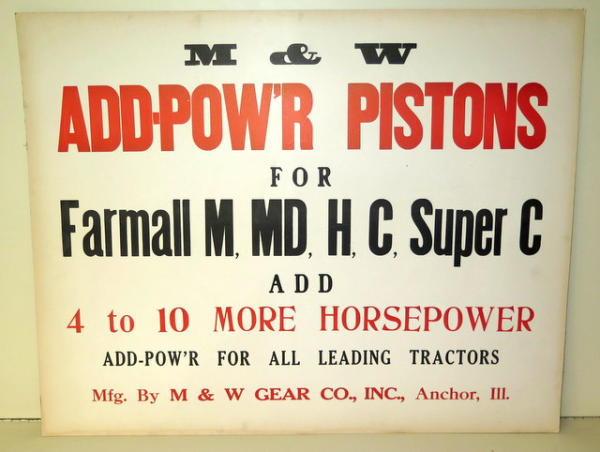 M & W
ADD-POW'R PISTONS
FOR
Farmall M, MD, H, C, Super C
ADD
4 to 10 MORE HORSEPOWER
ADD-POW'R FOR ALL LEADING TRACTORS
Mfg. By M & W GEAR CO., INC., Anchor, Ill.